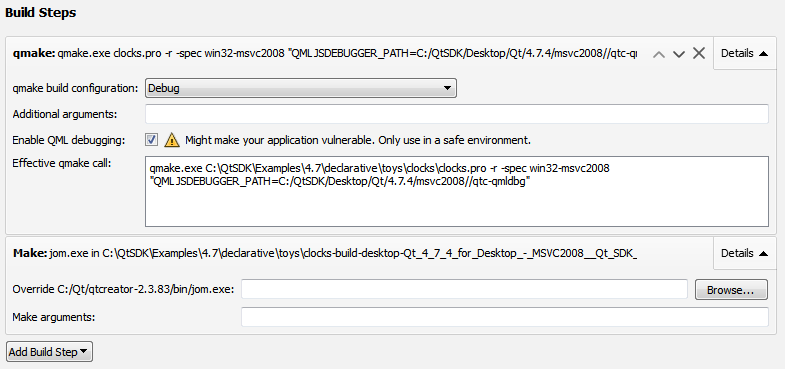 Build Steps
qmake: qmake.exe clocks.pro -r -spec win32-msvc2008 "QMLJSDEBUGGER_PATH=C:/QtSDK/Desktop/Qt/4.7.4/msvc2008//qtc-qm Details
qmake build configuration: Debug
Additional arguments:
Enable QML debugging: Might make your application vulnerable. Only use in a safe environment.
Effective qmake call: qmake.exe C:\QtSDK\Examples\4.7\declarative\toys\clocks\clocks.pro -r -spec win32-msvc2008
"QMLJSDEBUGGER_PATH=C:/QtSDK/Desktop/Qt/4.7.4/msvc2008//qtc-qmldbg"
Make: jom.exe in C:\QtSDK\Examples\4.7\declarative\toys\clocks-build-desktop-Qt_4_7_4_for_Desktop_-_MSVC2008__Qt_SDK_ Details
Override C:/Qt/qtcreator-2.3.83/bin/jom.exe: Browse...
Make arguments:
Add Build Step